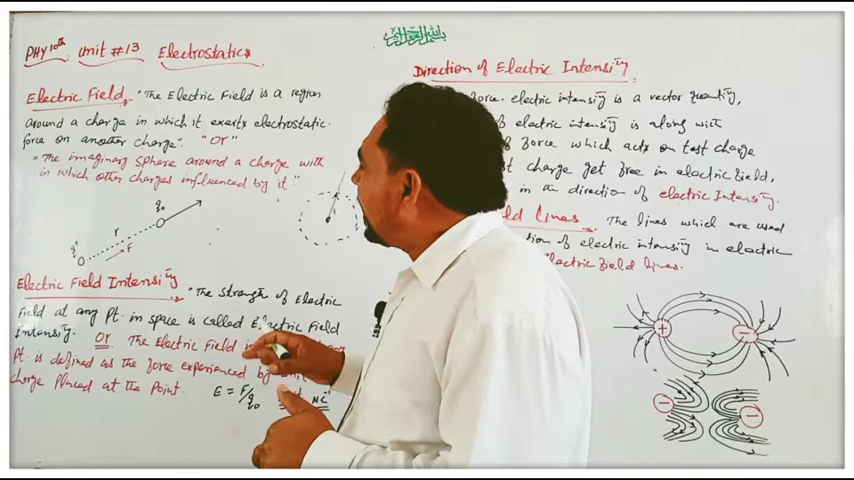 بسم الله الرحمن الرحيم
PHY 10th Unit #13 Electrostatics
Electric Field. "The Electric Field is a region
around a charge in which it exerts electrostatic
force on another charge". "Or"
"The imaginary sphere around a charge with
in which other charges influenced by it."
q
r
F
q0
Electric Field Intensity "The strength of Electric
field at any Pt. in space is called Electric Field
Intensity. Or The Electric Field
Pt. is defined as the force experienced by
charge Placed at the point. E = F/q0 NC
Direction of Electric Intensity
force. electric intensity is a vector quantity,
of electric intensity is along with
of force which acts on test charge
charge get free in electric field,
in the direction of electric Intensity.
lines. The lines which are used
of electric intensity in electric
Electric field lines.
+
−
−
−